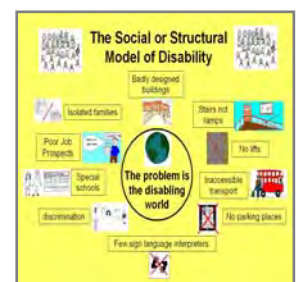 The Social or Structural
Model of Disability
Badly designed
buildings
Isolated families
Stairs not
ramps
Poor Job
Prospects
No lifts
The problem is
the disabling
world
Special
schools
Inaccessible
transport
discrimination
No parking places
Few sign language interpreters